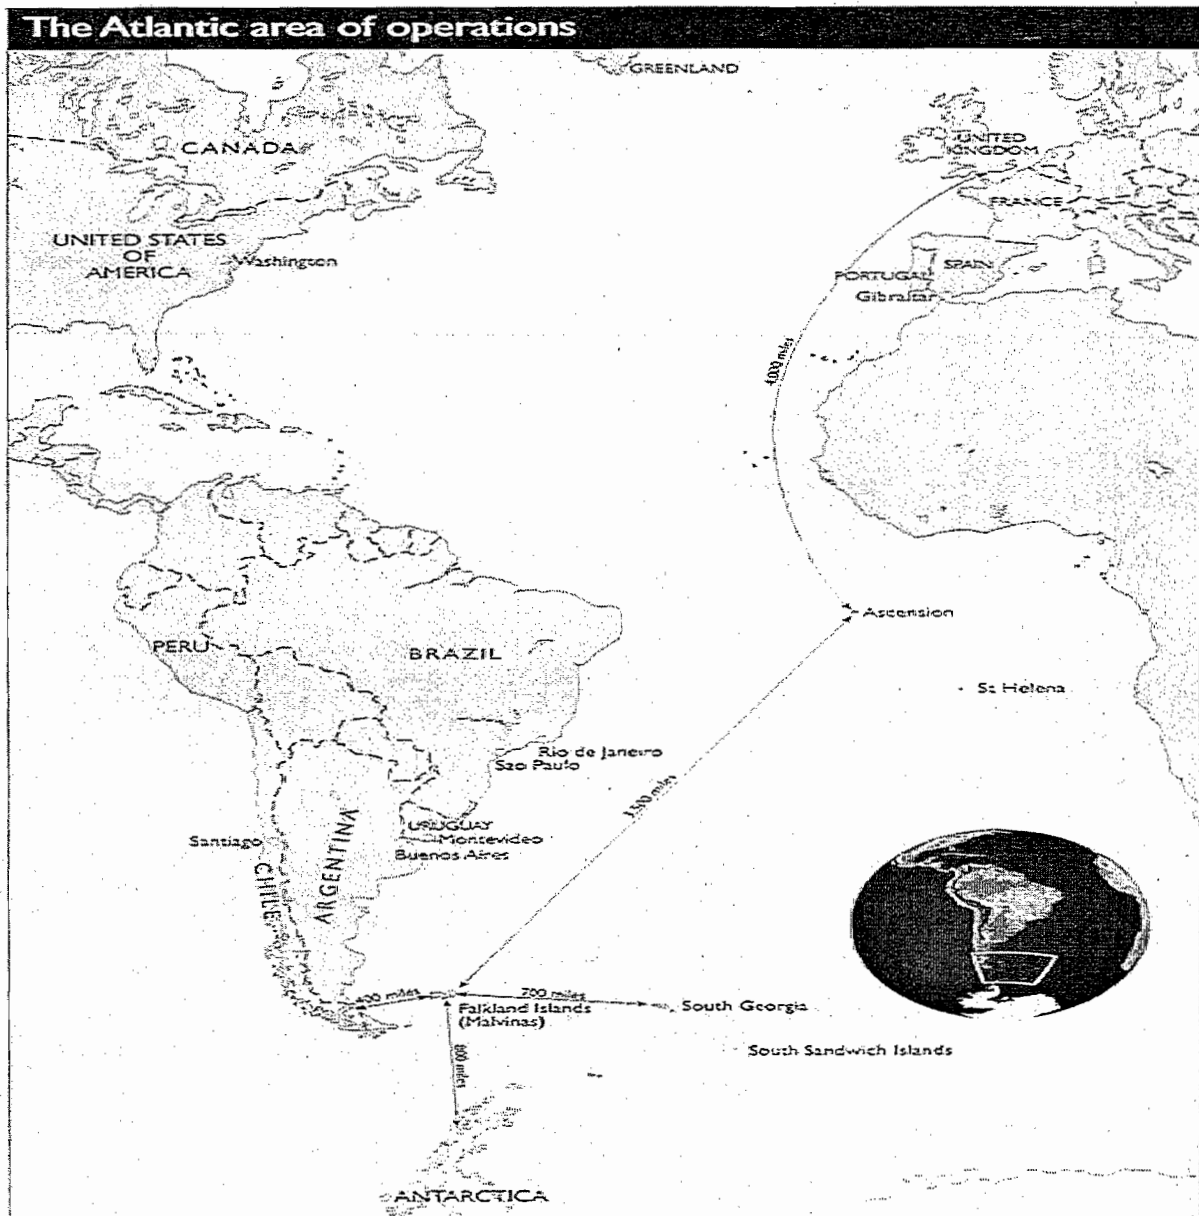 The Atlantic area of operations
GREENLAND
CANADA
UNITED
KINGDOM
FRANCE
UNITED STATES
OF
AMERICA
Washington
PORTUGAL
SPAIN
Gibraltar
4,000 miles
Ascension
PERU
BRAZIL
St Helena
Rio de Janeiro
Sao Paulo
3,500 miles
URUGUAY
Montevideo
Buenos Aires
Santiago
CHILE
ARGENTINA
400 miles
700 miles
Falkland Islands
(Malvinas)
South Georgia
South Sandwich Islands
800 miles
ANTARCTICA